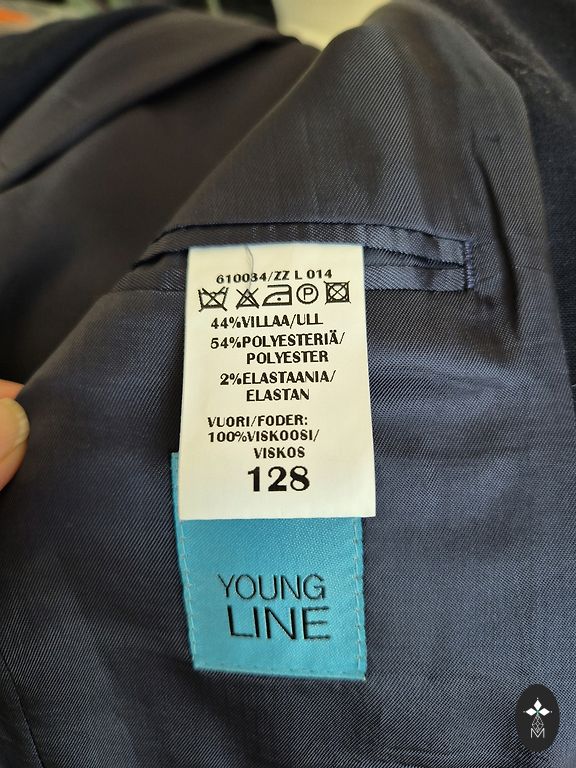 610034/ZZ L 014
P
44%VILLAA/ULL
54%POLYESTERIÄ/
POLYESTER
2%ELASTAANIA/
ELASTAN
VUORI/FODER:
100%VISKOOSI/
VISKOS
128
YOUNG
LINE
M